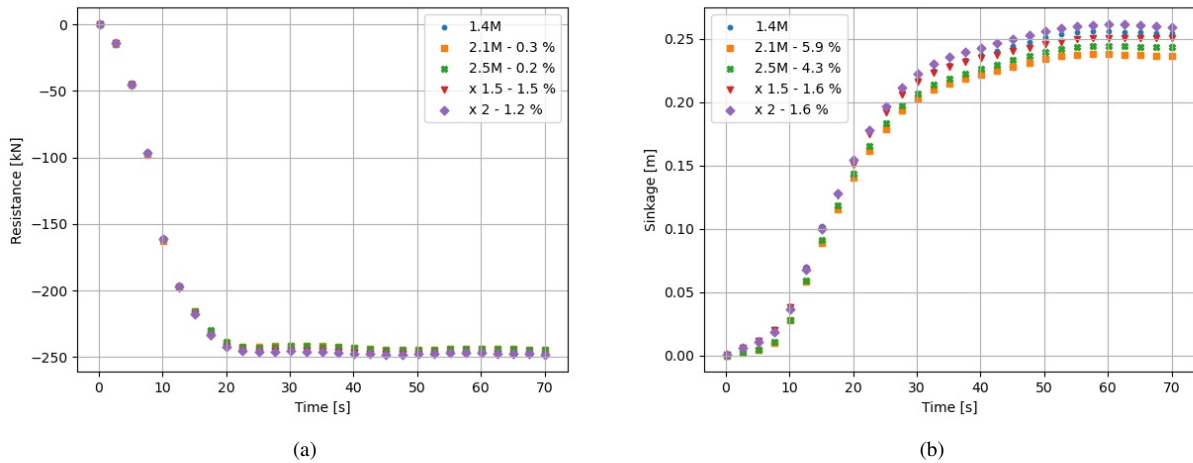 0
−50
−100
−150
−200
−250
Resistance [kN]
1.4M
2.1M - 0.3 %
2.5M - 0.2 %
x 1.5 - 1.5 %
x 2 - 1.2 %
0 10 20 30 40 50 60 70
Time [s]
(a)
0.25
0.20
0.15
0.10
0.05
0.00
Sinkage [m]
1.4M
2.1M - 5.9 %
2.5M - 4.3 %
x 1.5 - 1.6 %
x 2 - 1.6 %
0 10 20 30 40 50 60 70
Time [s]
(b)